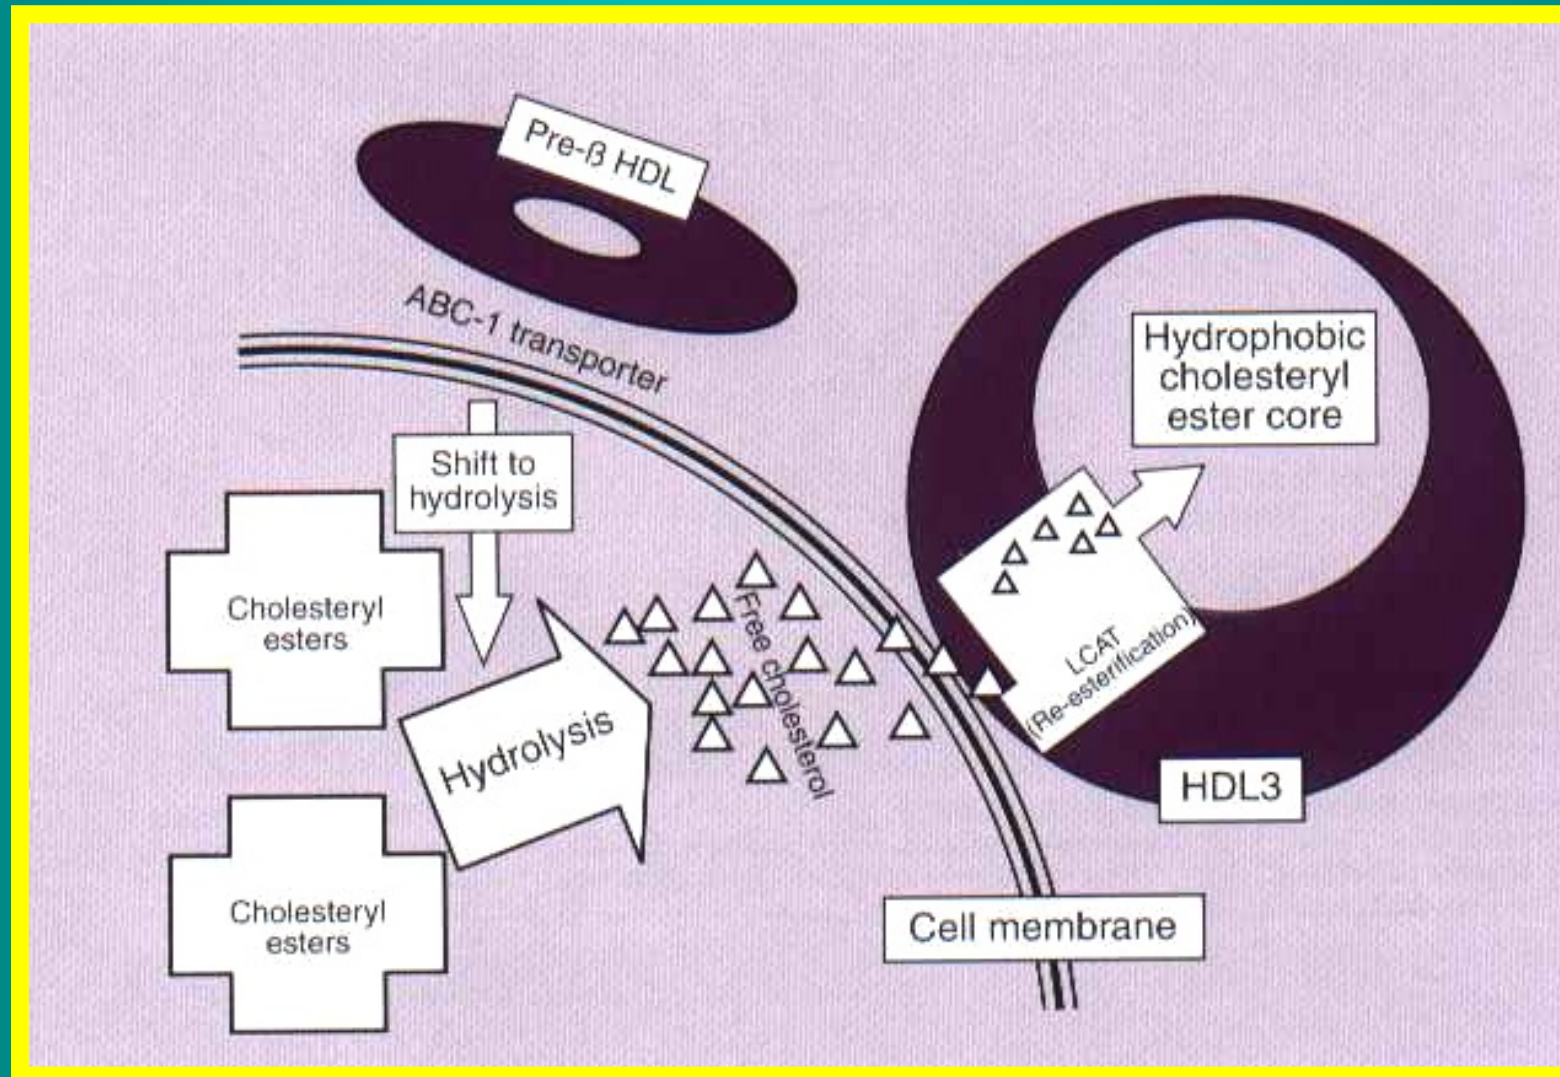 Pre-ß HDL
ABC-1 transporter
Hydrophobic
cholesteryl
ester core
Shift to
hydrolysis
Cholesteryl
esters
Free cholesterol
LCAT
(Re-esterification)
Hydrolysis
HDL3
Cholesteryl
esters
Cell membrane